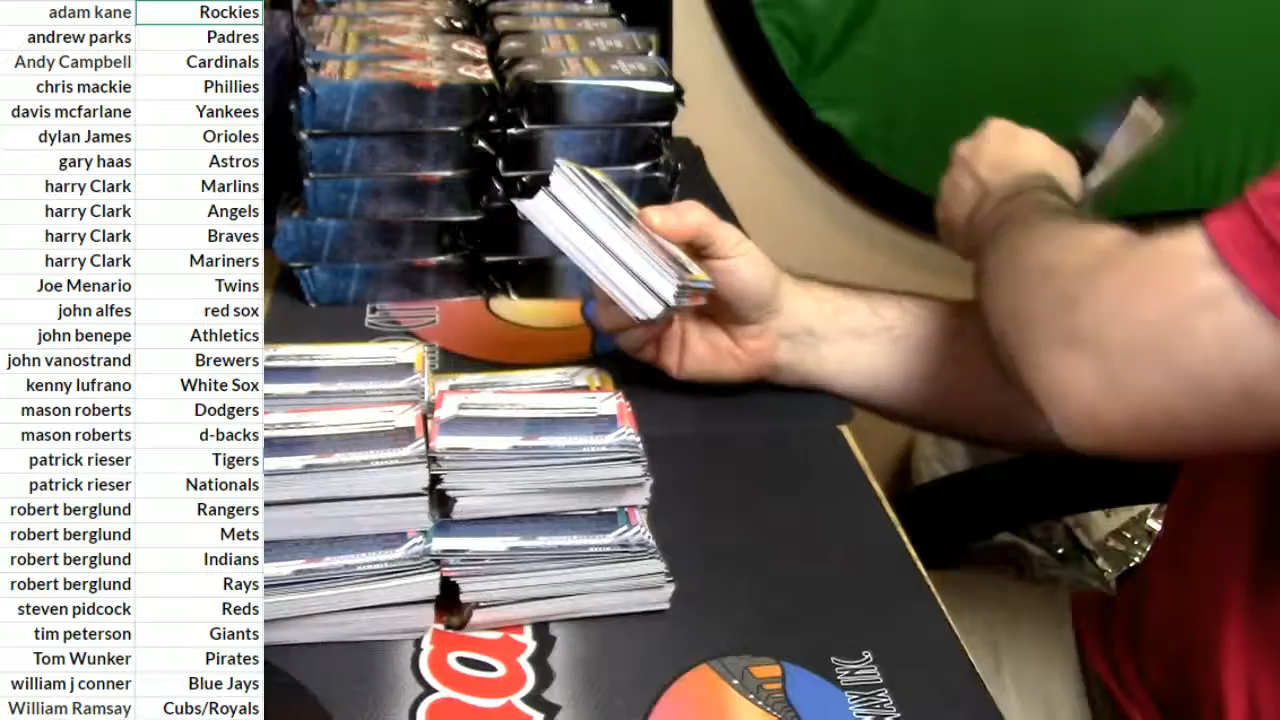 adam kane Rockies
andrew parks Padres
Andy Campbell Cardinals
chris mackie Phillies
davis mcfarlane Yankees
dylan James Orioles
gary haas Astros
harry Clark Marlins
harry Clark Angels
harry Clark Braves
harry Clark Mariners
Joe Menario Twins
john alfes red sox
john benepe Athletics
john vanostrand Brewers
kenny lufrano White Sox
mason roberts Dodgers
mason roberts d-backs
patrick rieser Tigers
patrick rieser Nationals
robert berglund Rangers
robert berglund Mets
robert berglund Indians
robert berglund Rays
steven pidcock Reds
tim peterson Giants
Tom Wunker Pirates
william j conner Blue Jays
William Ramsay Cubs/Royals
WAX INC.